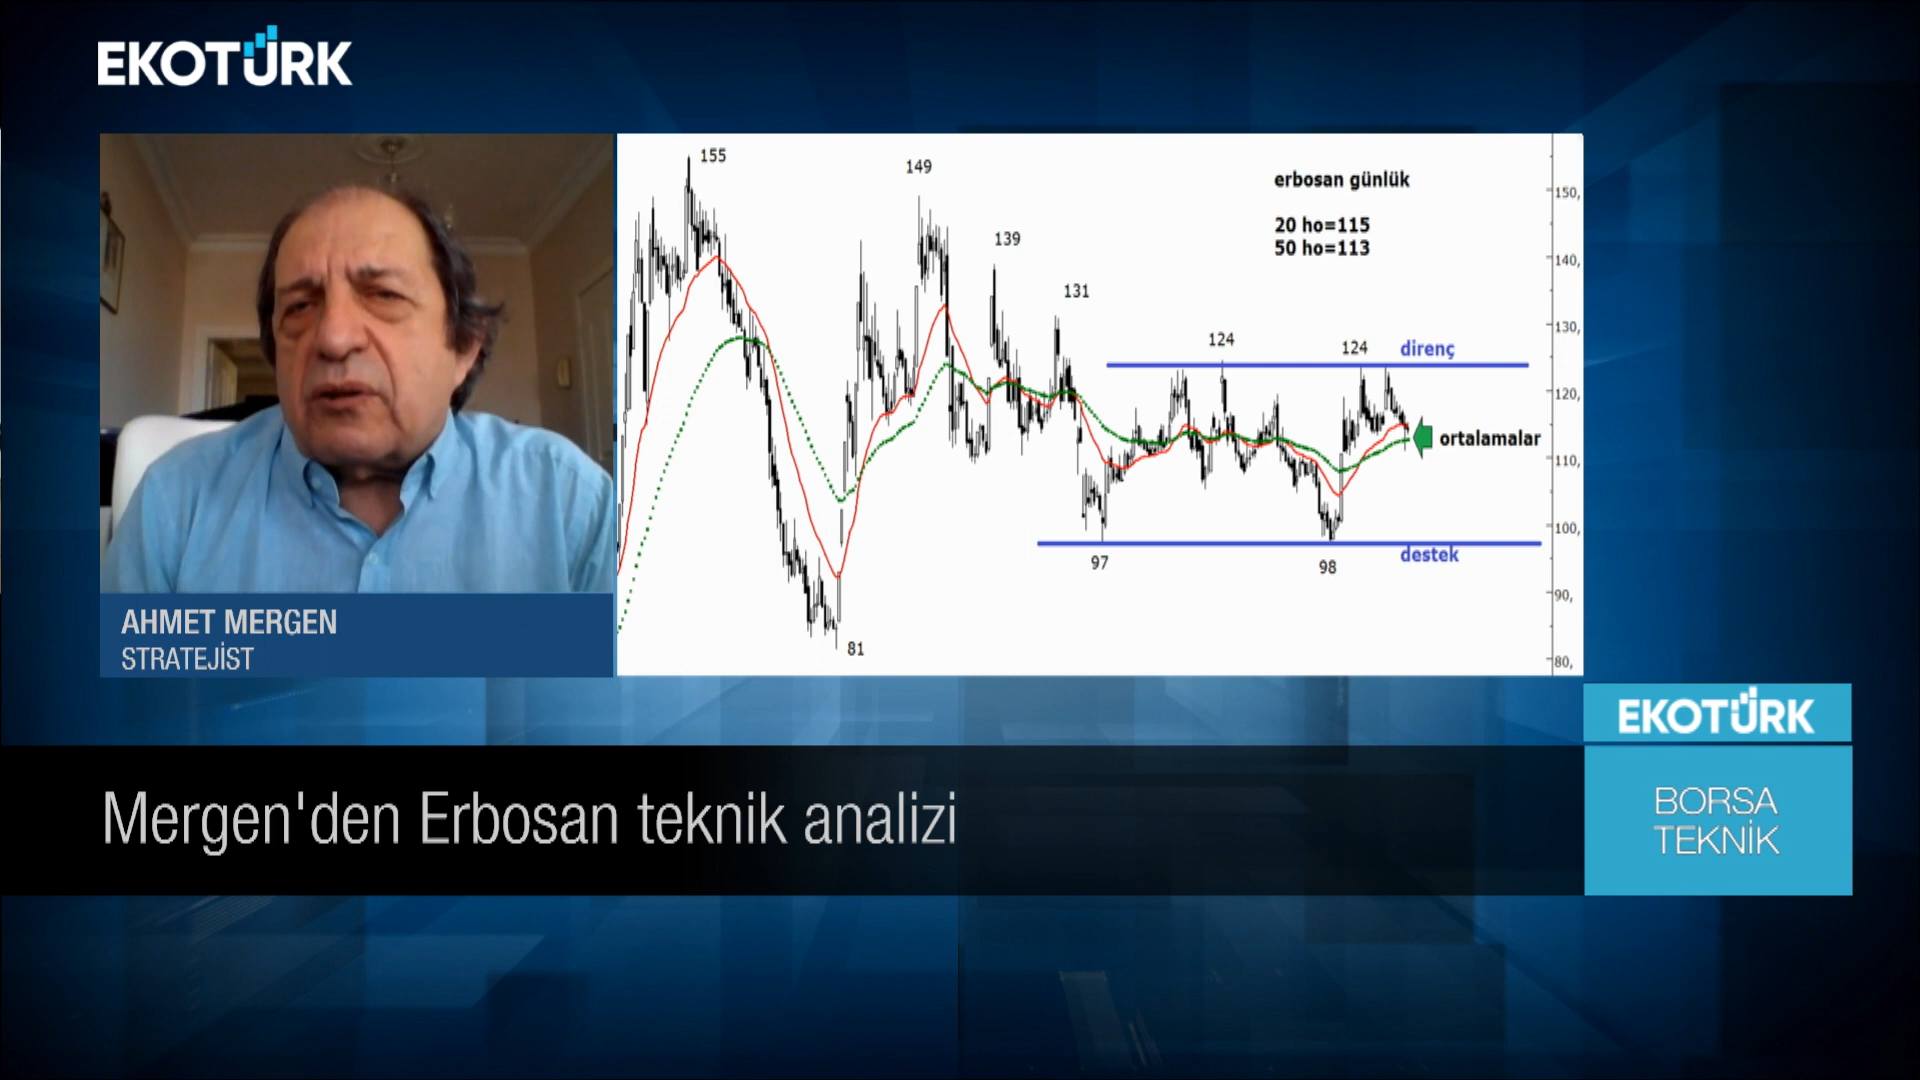 EKOTÜRK
155
149
139
131
124
124
97
98
81
erbosan günlük
20 ho=115
50 ho=113
direnç
ortalamalar
destek
150,
140,
130,
120,
110,
100,
90,
80,
AHMET MERGEN
STRATEJİST
EKOTÜRK
Mergen'den Erbosan teknik analizi
BORSA
TEKNİK